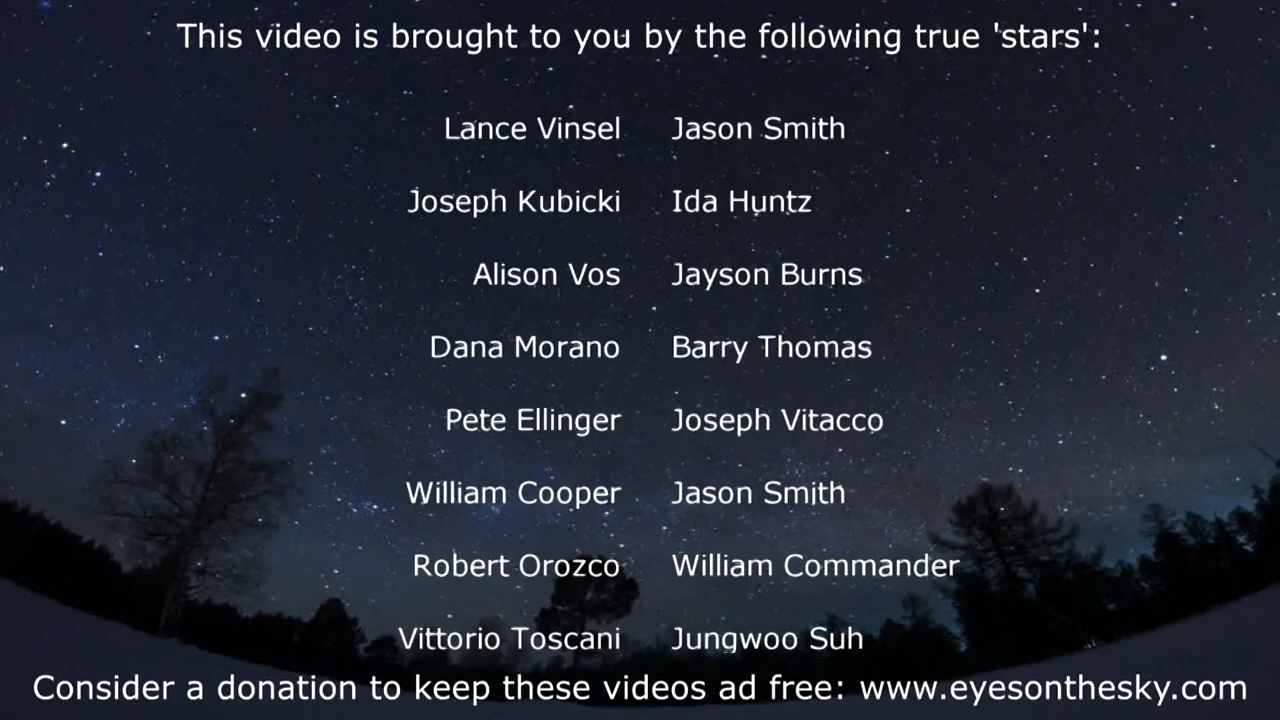 This video is brought to you by the following true 'stars':
Lance Vinsel Jason Smith
Joseph Kubicki Ida Huntz
Alison Vos Jayson Burns
Dana Morano Barry Thomas
Pete Ellinger Joseph Vitacco
William Cooper Jason Smith
Robert Orozco William Commander
Vittorio Toscani Jungwoo Suh
Consider a donation to keep these videos ad free: www.eyesonthesky.com